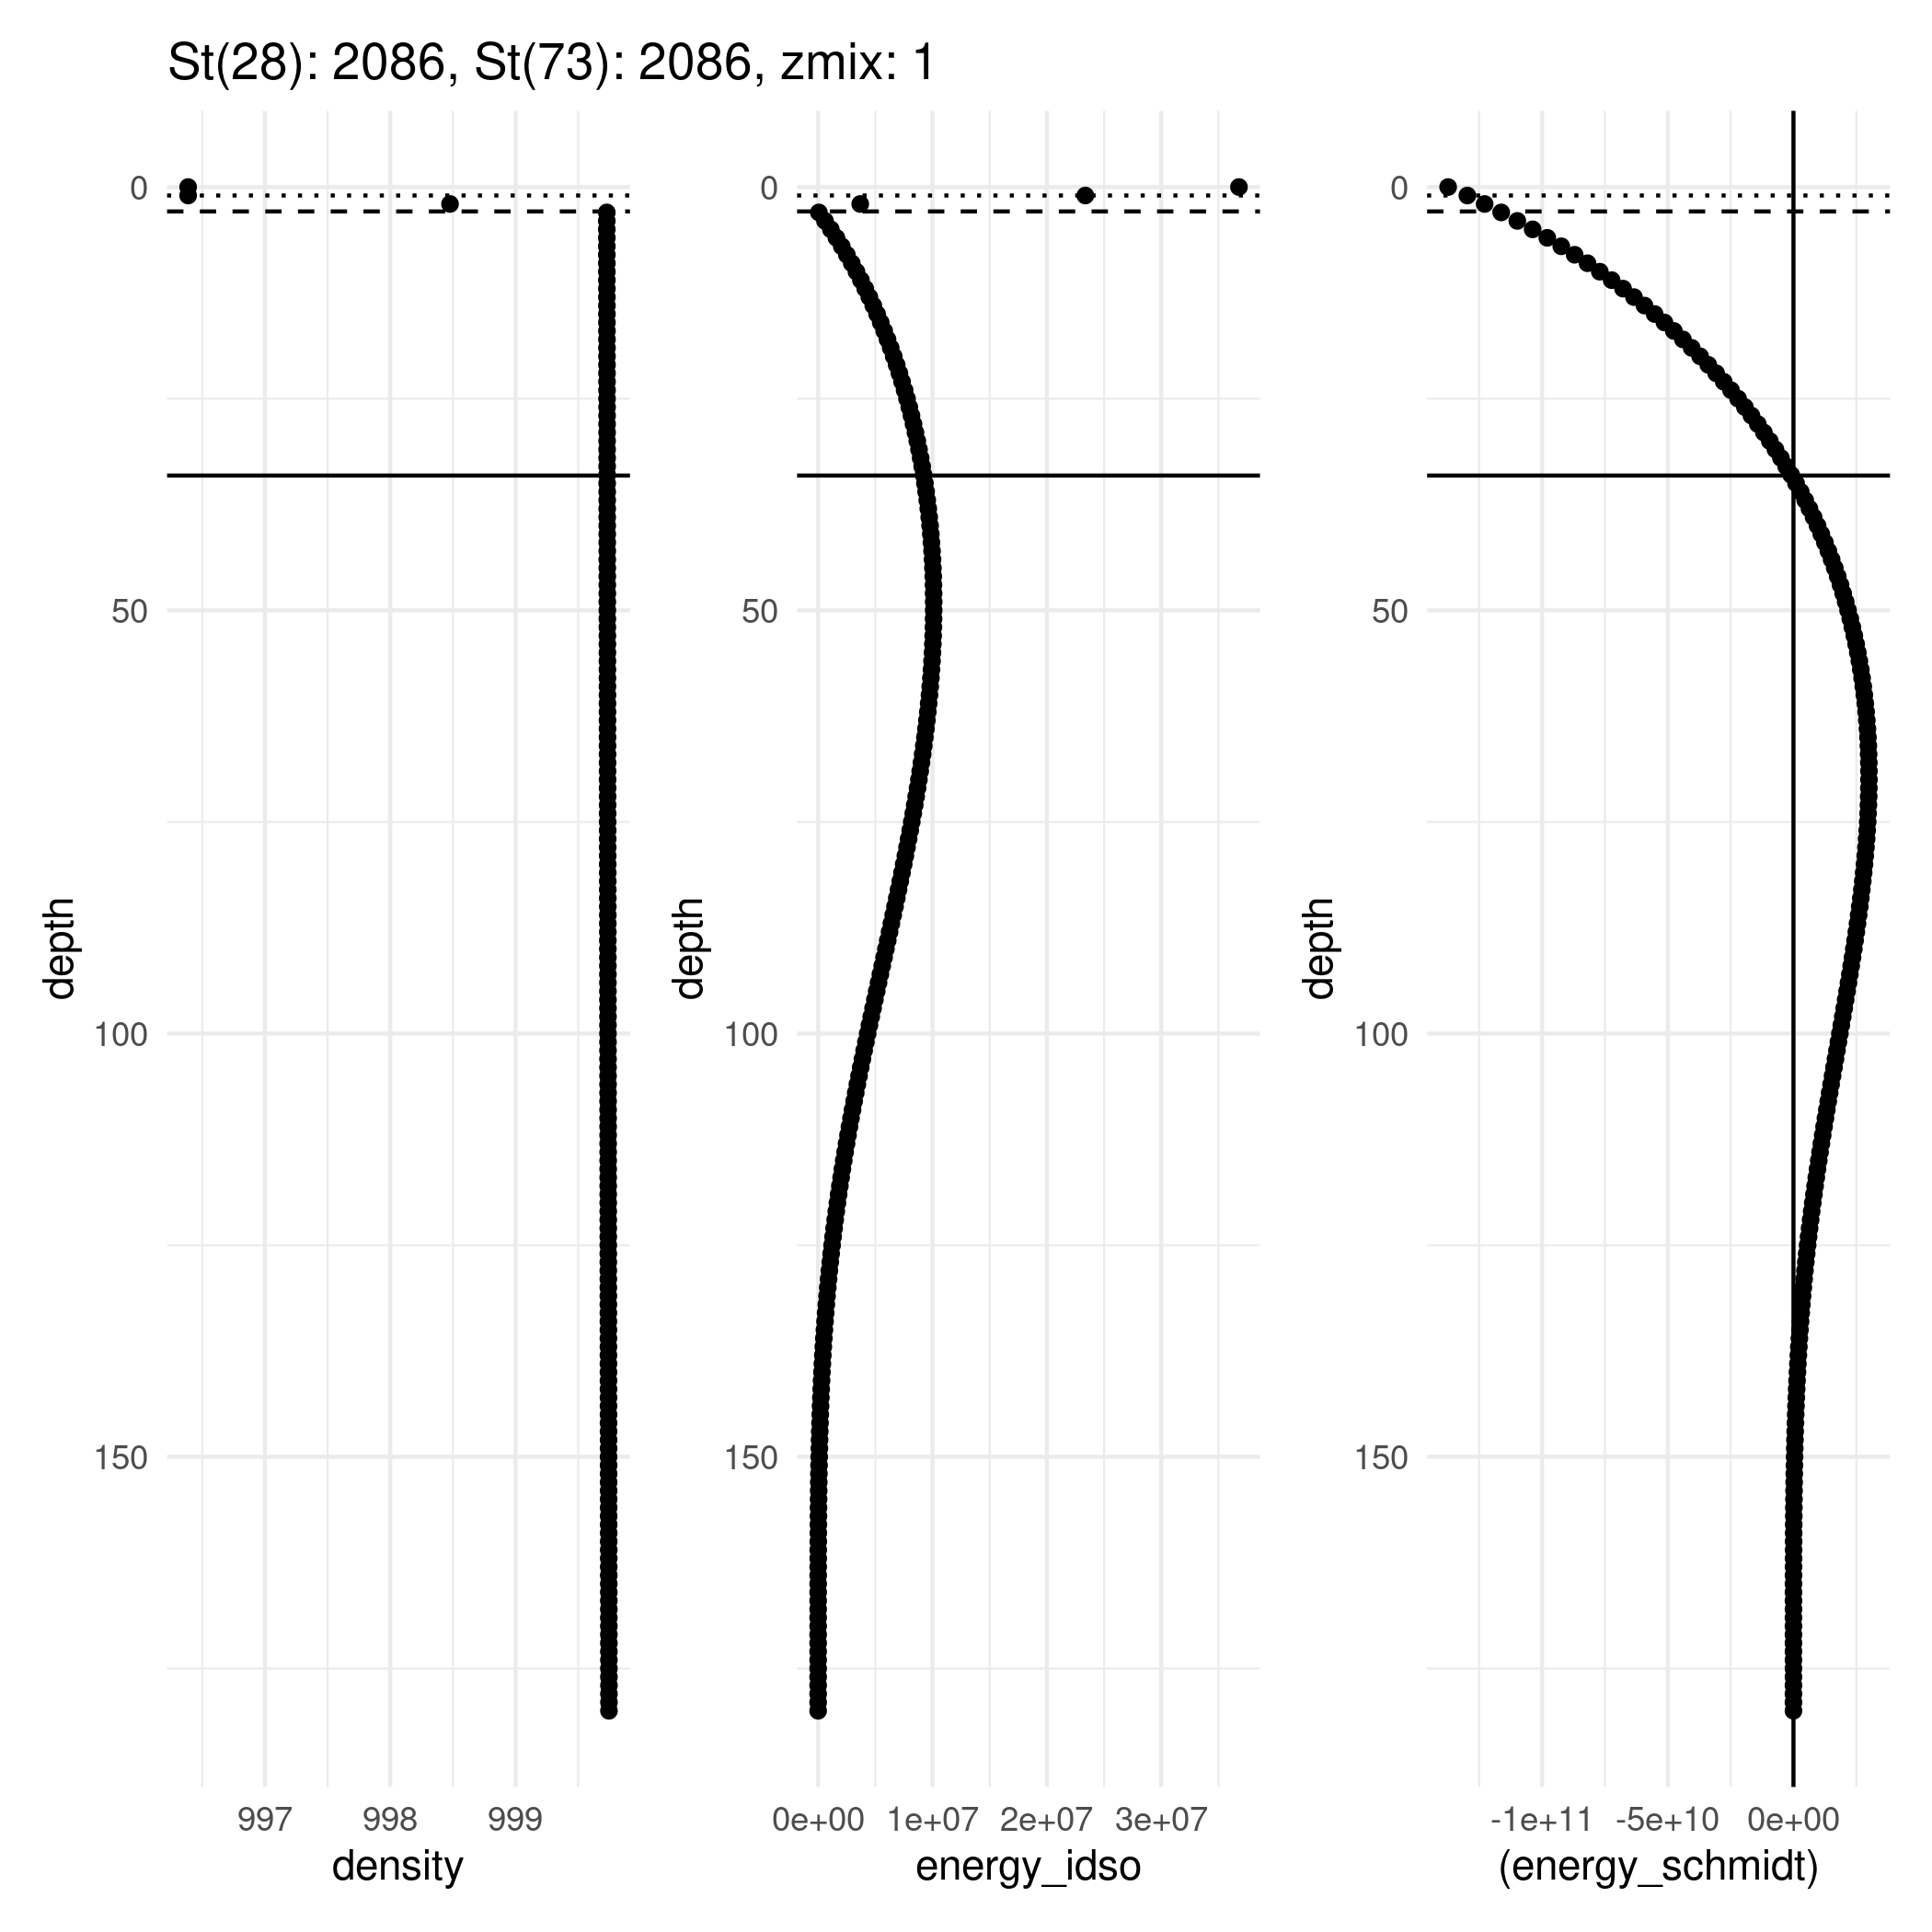 St(28): 2086, St(73): 2086, zmix: 1
0
50
100
150
depth
997 998 999
density
0
50
100
150
depth
0e+00 1e+07 2e+07 3e+07
energy_idso
0
50
100
150
depth
-1e+11 -5e+10 0e+00
(energy_schmidt)